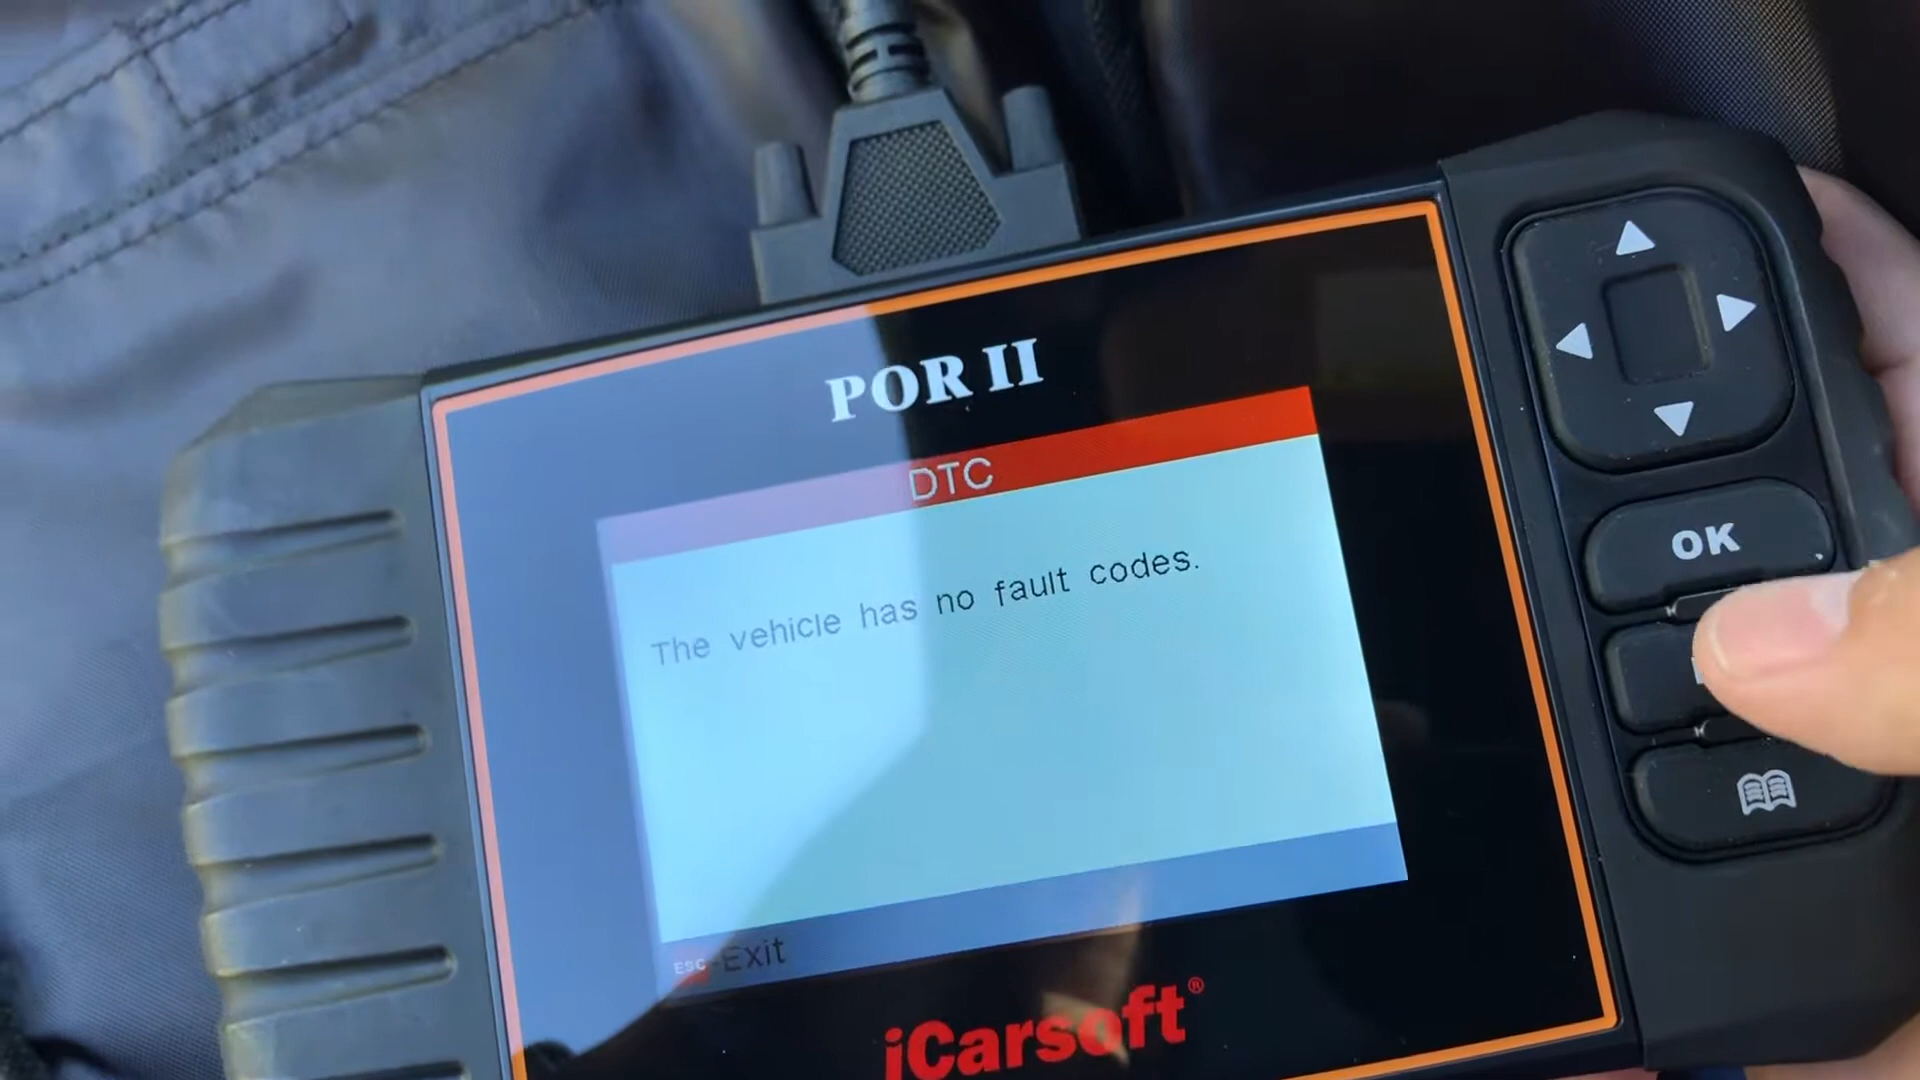 POR II
DTC
The vehicle has no fault codes.
ESC-Exit
iCarsoft®
OK